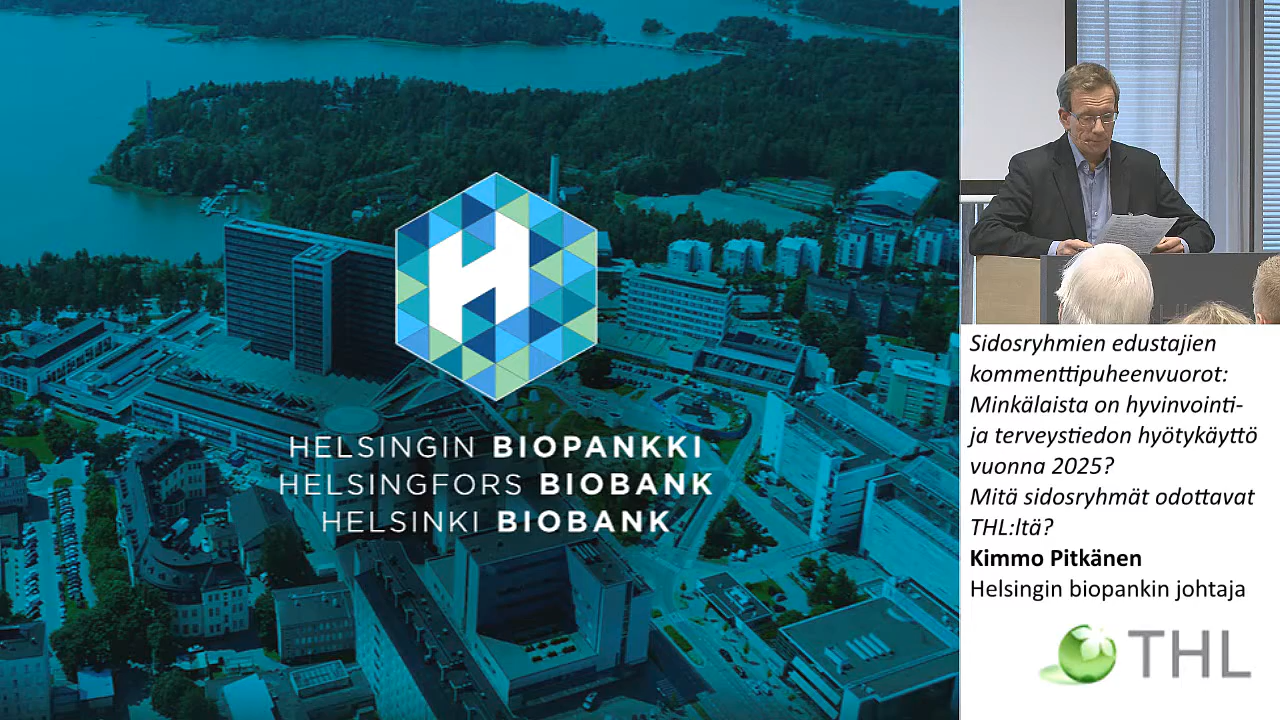 H
HELSINGIN BIOPANKKI
HELSINGFORS BIOBANK
HELSINKI BIOBANK
Sidosryhmien edustajien
kommenttipuheenvuorot:
Minkälaista on hyvinvointi-
ja terveystiedon hyötykäyttö
vuonna 2025?
Mitä sidosryhmät odottavat
THL:ltä?
Kimmo Pitkänen
Helsingin biopankin johtaja
THL